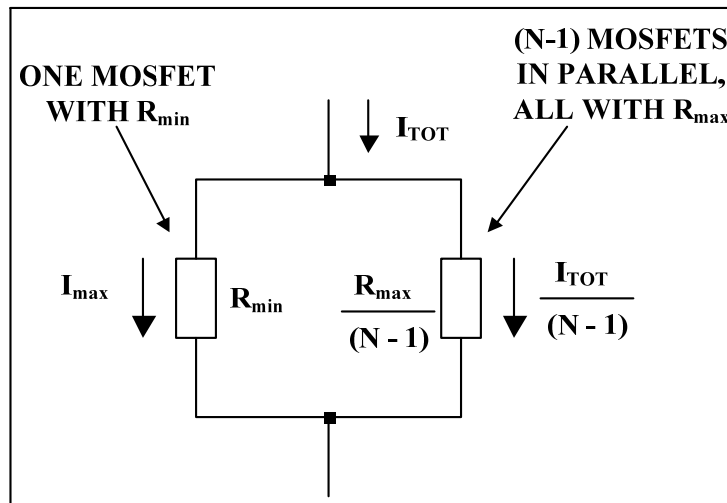 ONE MOSFET
WITH Rmin
(N-1) MOSFETS
IN PARALLEL,
ALL WITH Rmax
ITOT
Imax
Rmin
Rmax
(N - 1)
ITOT
(N - 1)